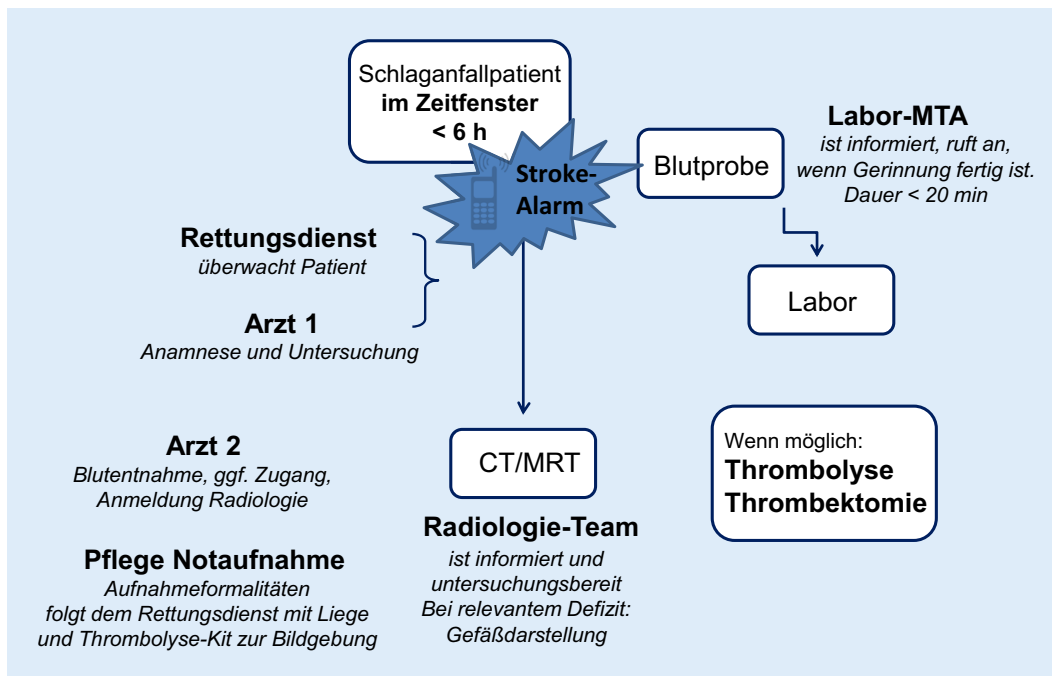 Schlaganfallpatient
im Zeitfenster
< 6 h
Stroke-
Alarm
Blutprobe
Labor-MTA
ist informiert, ruft an,
wenn Gerinnung fertig ist.
Dauer < 20 min
Labor
Rettungsdienst
überwacht Patient
Arzt 1
Anamnese und Untersuchung
Arzt 2
Blutentnahme, ggf. Zugang,
Anmeldung Radiologie
Pflege Notaufnahme
Aufnahmeformalitäten
folgt dem Rettungsdienst mit Liege
und Thrombolyse-Kit zur Bildgebung
CT/MRT
Radiologie-Team
ist informiert und
untersuchungsbereit
Bei relevantem Defizit:
Gefäßdarstellung
Wenn möglich:
Thrombolyse
Thrombektomie